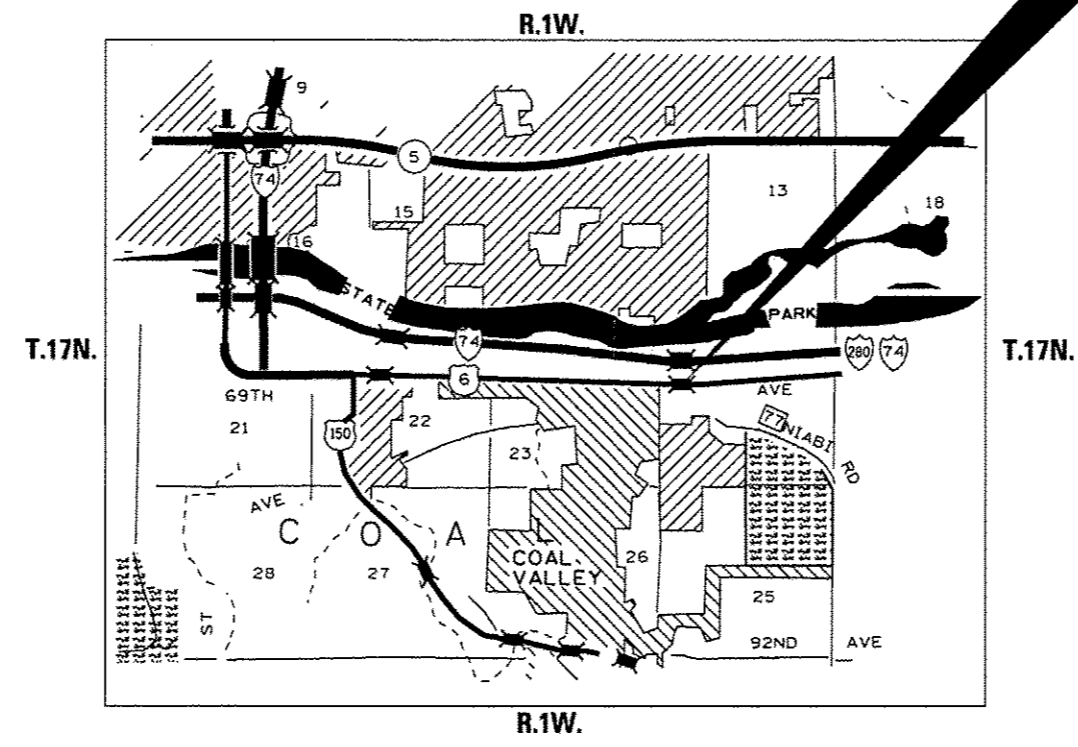 R.1W.
9
5
74
13
15
18
16
STATE
PARK
T.17N.
74
280 74
T.17N.
6
69TH
AVE
77
NIABI RD
21
22
150
23
AVE
C O A
COAL
VALLEY
26
28
27
25
ST
92ND AVE
R.1W.